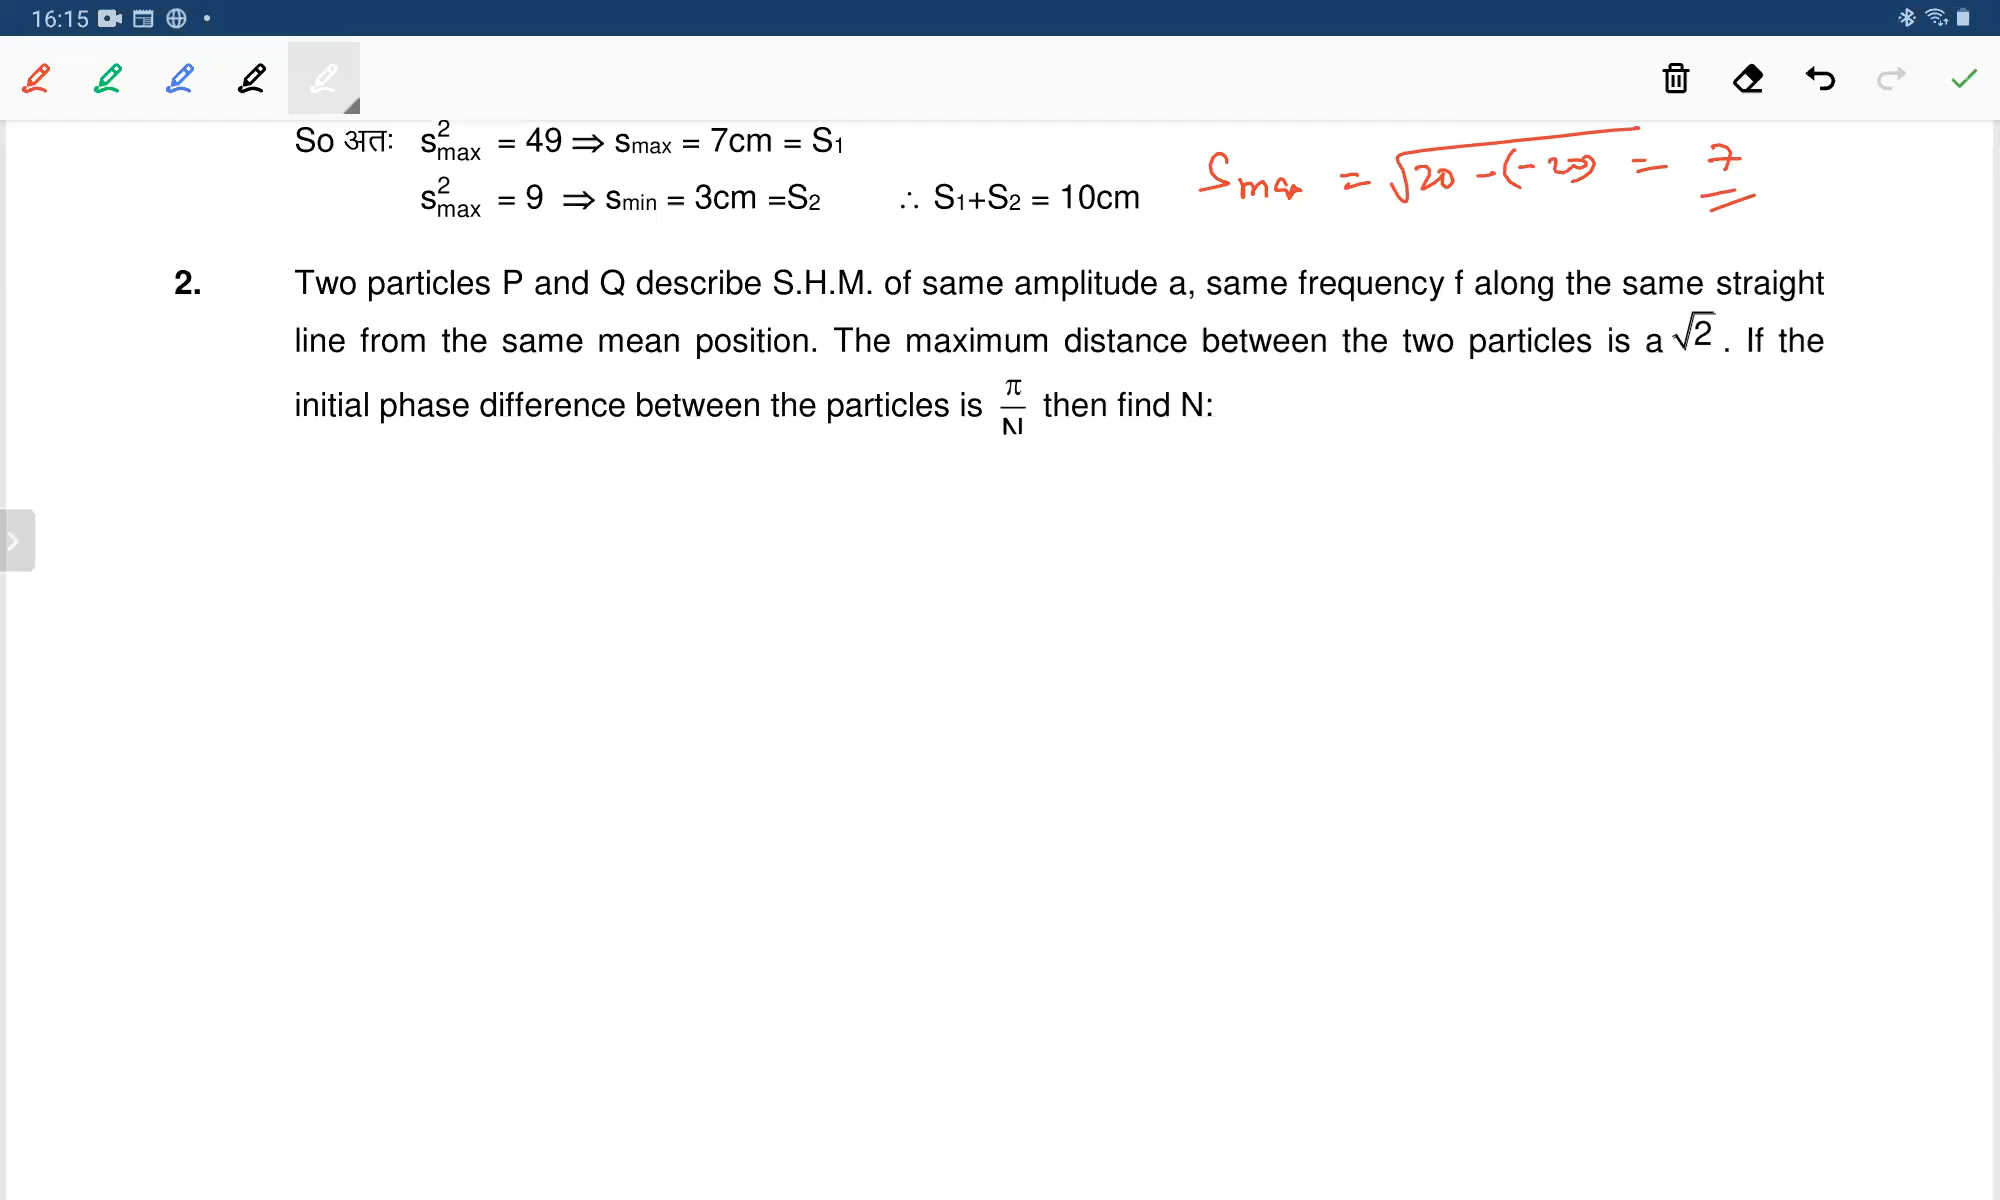 16:15
So अतः s²max = 49 ⇒ smax = 7cm = S1
Smax = √20 - (-29) = 7
s²max = 9 ⇒ smin = 3cm =S2 ∴ S1+S2 = 10cm
2. Two particles P and Q describe S.H.M. of same amplitude a, same frequency f along the same straight
line from the same mean position. The maximum distance between the two particles is a√2 . If the
initial phase difference between the particles is π/N then find N: